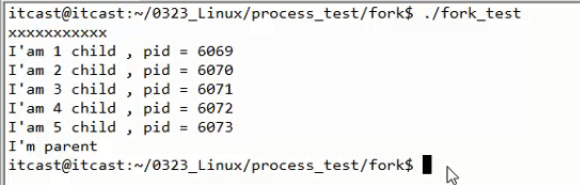 itcast@itcast:~/0323_Linux/process_test/fork$ ./fork_test
xxxxxxxxxxx
I'am 1 child , pid = 6069
I'am 2 child , pid = 6070
I'am 3 child , pid = 6071
I'am 4 child , pid = 6072
I'am 5 child , pid = 6073
I'm parent
itcast@itcast:~/0323_Linux/process_test/fork$